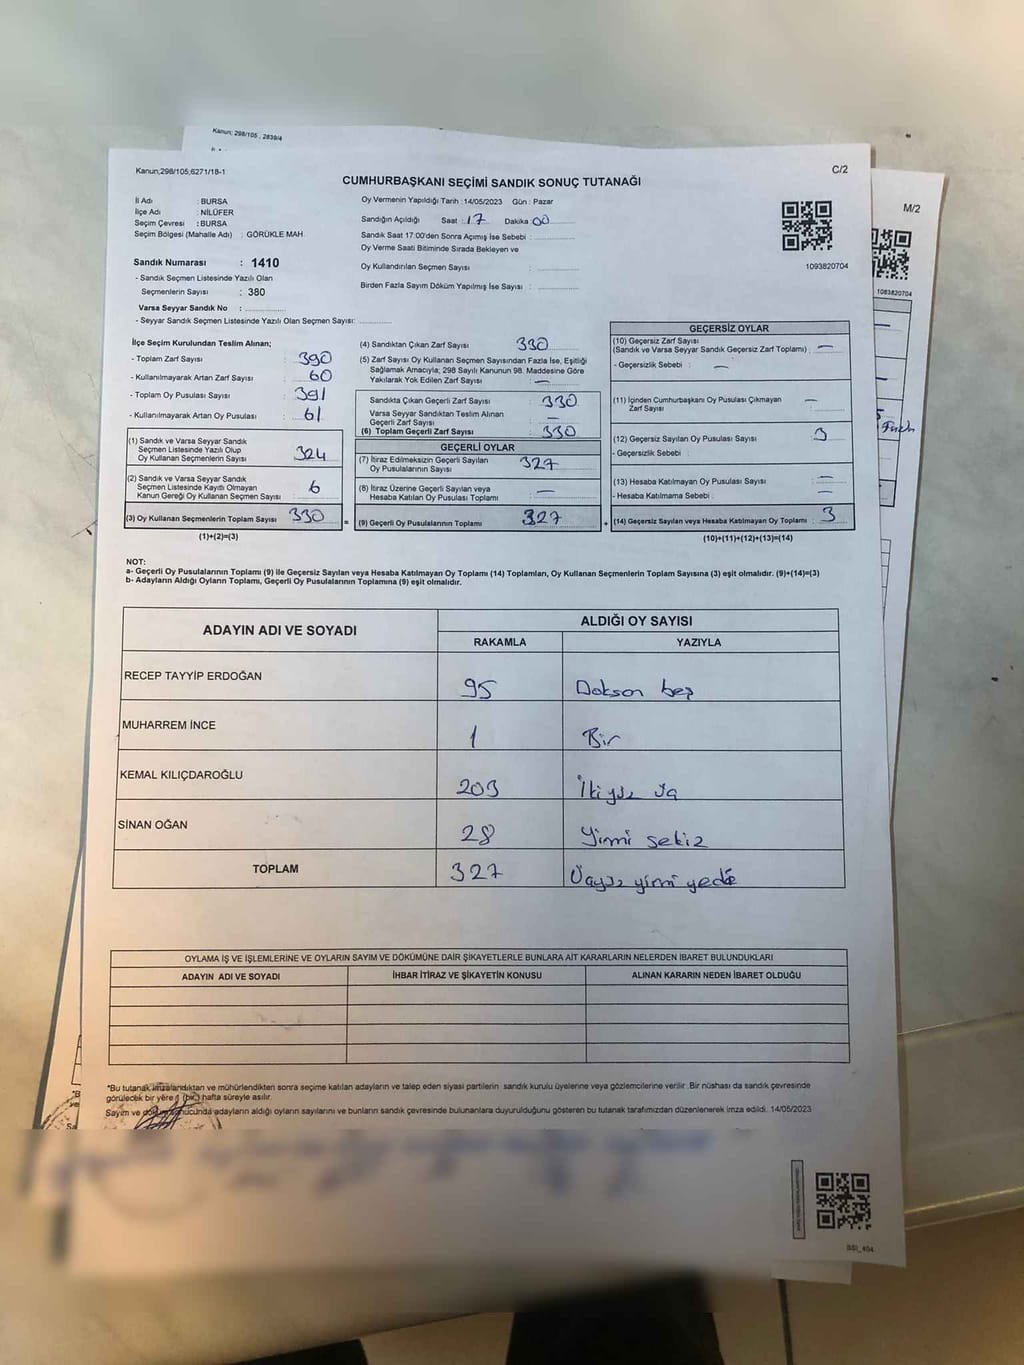 Kanun; 298/105 , 2839/4
Kanun;298/105,6271/18-1
C/2
M/2
CUMHURBAŞKANI SEÇİMİ SANDIK SONUÇ TUTANAĞI
İl Adı : BURSA
İlçe Adı : NİLÜFER
Seçim Çevresi : BURSA
Seçim Bölgesi (Mahalle Adı) : GÖRÜKLE MAH.
Sandık Numarası : 1410
- Sandık Seçmen Listesinde Yazılı Olan
Seçmenlerin Sayısı : 380
Varsa Seyyar Sandık No :
- Seyyar Sandık Seçmen Listesinde Yazılı Olan Seçmen Sayısı:
Oy Vermenin Yapıldığı Tarih : 14/05/2023 Gün : Pazar
Sandığın Açıldığı Saat : 17 Dakika 00
Sandık Saat 17:00'den Sonra Açımış İse Sebebi :
Oy Verme Saati Bitiminde Sırada Bekleyen ve
Oy Kullandırılan Seçmen Sayısı :
Birden Fazla Sayım Döküm Yapılmış İse Sayısı :
1093820704
1083820704
İlçe Seçim Kurulundan Teslim Alınan;
- Toplam Zarf Sayısı : 390
- Kullanılmayarak Artan Zarf Sayısı : 60
- Toplam Oy Pusulası Sayısı : 391
- Kullanılmayarak Artan Oy Pusulası : 61
(1) Sandık ve Varsa Seyyar Sandık
Seçmen Listesinde Yazılı Olup
Oy Kullanan Seçmenlerin Sayısı : 324
(2) Sandık ve Varsa Seyyar Sandık
Seçmen Listesinde Kayıtlı Olmayan
Kanun Gereği Oy Kullanan Seçmen Sayısı : 6
(3) Oy Kullanan Seçmenlerin Toplam Sayısı : 330
(1)+(2)=(3)
=
(4) Sandıktan Çıkan Zarf Sayısı : 330
(5) Zarf Sayısı Oy Kullanan Seçmen Sayısından Fazla İse, Eşitliği
Sağlamak Amacıyla; 298 Sayılı Kanunun 98. Maddesine Göre
Yakılarak Yok Edilen Zarf Sayısı : —
Sandıkta Çıkan Geçerli Zarf Sayısı : 330
Varsa Seyyar Sandıktan Teslim Alınan
Geçerli Zarf Sayısı : —
(6) Toplam Geçerli Zarf Sayısı : 330
GEÇERLİ OYLAR
(7) İtiraz Edilmeksizin Geçerli Sayılan
Oy Pusulalarının Sayısı : 327
(8) İtiraz Üzerine Geçerli Sayılan veya
Hesaba Katılan Oy Pusulası Toplamı : —
(9) Geçerli Oy Pusulalarının Toplamı : 327
+
GEÇERSİZ OYLAR
(10) Geçersiz Zarf Sayısı
(Sandık ve Varsa Seyyar Sandık Geçersiz Zarf Toplamı) : —
- Geçersizlik Sebebi : —
(11) İçinden Cumhurbaşkanı Oy Pusulası Çıkmayan —
Zarf Sayısı :
(12) Geçersiz Sayılan Oy Pusulası Sayısı : 3
- Geçersizlik Sebebi :
(13) Hesaba Katılmayan Oy Pusulası Sayısı : —
- Hesaba Katılmama Sebebi : —
(14) Geçersiz Sayılan veya Hesaba Katılmayan Oy Toplamı : 3
(10)+(11)+(12)+(13)=(14)
NOT:
a- Geçerli Oy Pusulasının Toplamı (9) ile Geçersiz Sayılan veya Hesaba Katılmayan Oy Toplamı (14) Toplamları, Oy Kullanan Seçmenlerin Toplam Sayısına (3) eşit olmalıdır. (9)+(14)=(3)
b- Adayların Aldığı Oyların Toplamı, Geçerli Oy Pusulalarının Toplamına (9) eşit olmalıdır.
ADAYIN ADI VE SOYADI
ALDIĞI OY SAYISI
RAKAMLA YAZIYLA
RECEP TAYYİP ERDOĞAN 95 Doksan beş
MUHARREM İNCE 1 Bir
KEMAL KILIÇDAROĞLU 203 İkiyüz üç
SİNAN OĞAN 28 Yirmi sekiz
TOPLAM 327 Üçyüz yirmi yedi
OYLAMA İŞ VE İŞLEMLERİNE VE OYLARIN SAYIM VE DÖKÜMÜNE DAİR ŞİKAYETLERLE BUNLARA AİT KARARLARIN NELERDEN İBARET BULUNDUKLARI
ADAYIN ADI VE SOYADI İHBAR İTİRAZ VE ŞİKAYETİN KONUSU ALINAN KARARIN NEDEN İBARET OLDUĞU
*Bu tutanak imzalandıktan ve mühürlendikten sonra seçime katılan adayların ve talep eden siyasi partilerin sandık kurulu üyelerine veya gözlemcilerine verilir. Bir nüshası da sandık çevresinde
görülecek bir yere 1 (bir) hafta süreyle asılır.
Sayım ve döküm sonucunda adayların aldığı oyların sayılarını ve bunların sandık çevresinde bulunanlara duyurulduğunu gösteren bu tutanak tarafımızdan düzenlenerek imza edildi. 14/05/2023